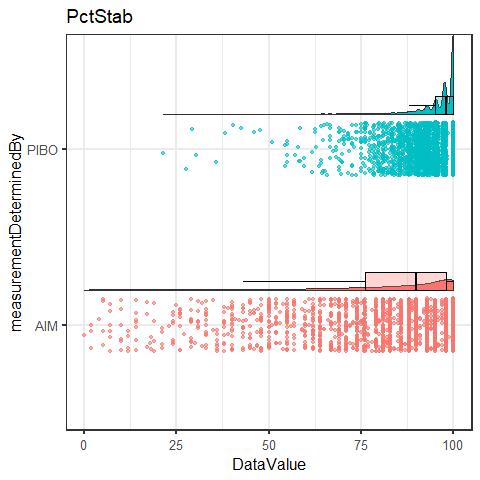 PctStab
measurementDeterminedBy
PIBO
AIM
0 25 50 75 100
DataValue